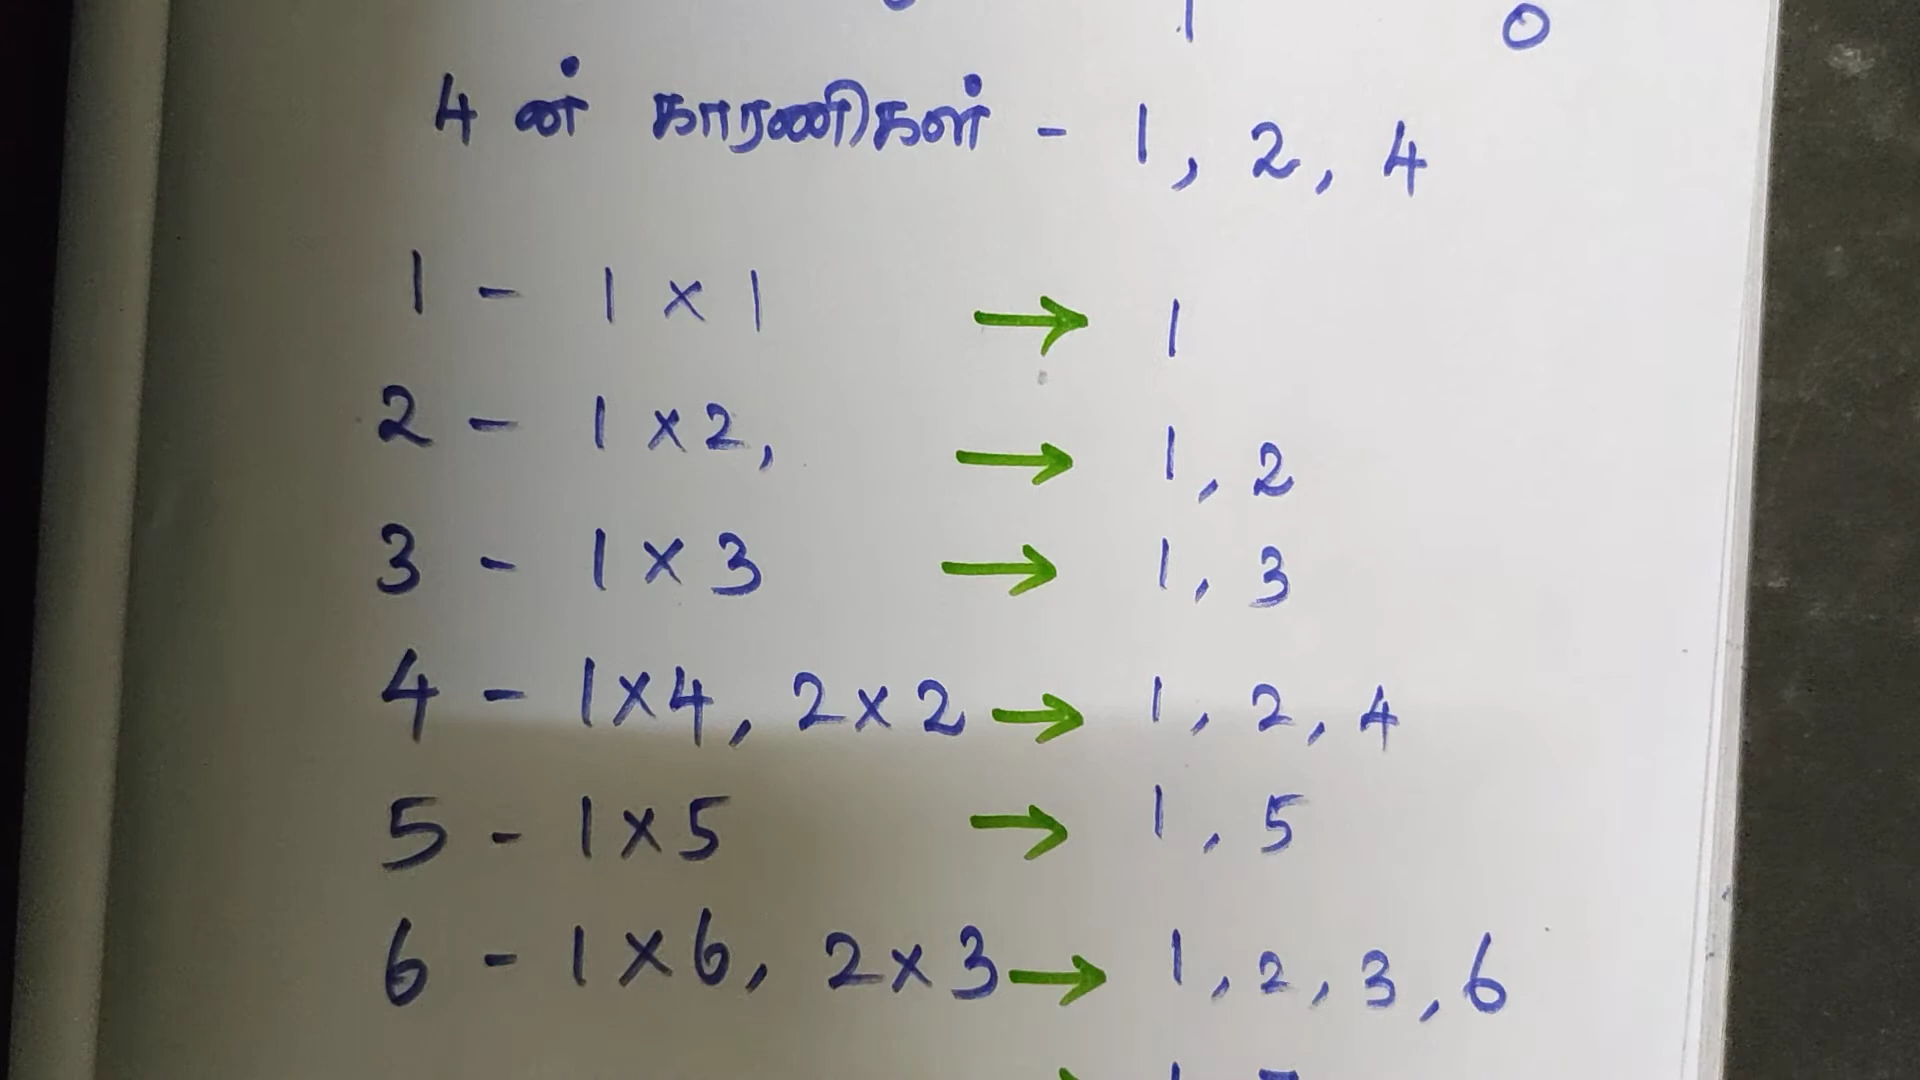 4 ன் காரணிகள் - 1, 2, 4
1 - 1 x 1 → 1
2 - 1 x 2, → 1, 2
3 - 1 x 3 → 1, 3
4 - 1 x 4, 2 x 2 → 1, 2, 4
5 - 1 x 5 → 1, 5
6 - 1 x 6, 2 x 3 → 1, 2, 3, 6